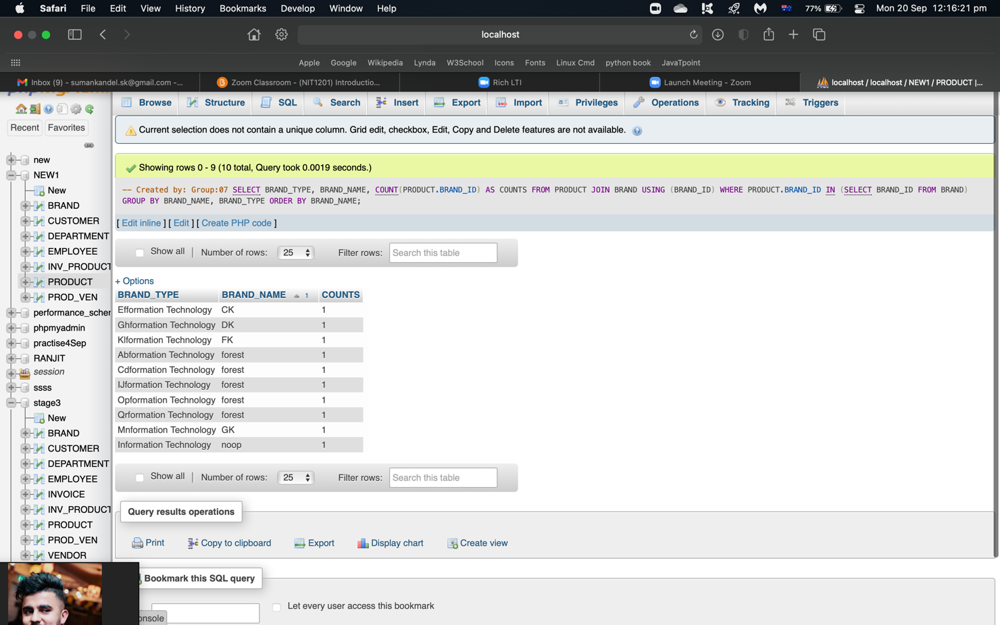 Safari File Edit View History Bookmarks Develop Window Help 77% Mon 20 Sep 12:16:21 pm
localhost
Apple Google Wikipedia Lynda W3School Icons Fonts Linux Cmd python book JavaTpoint
Inbox (9) - sumankandel.sk@gmail.com -... Zoom Classroom - (NIT1201) Introductio... Rich LTI Launch Meeting - Zoom localhost / localhost / NEW1 / PRODUCT |...
Browse Structure SQL Search Insert Export Import Privileges Operations Tracking Triggers
Recent Favorites
new
NEW1
New
BRAND
CUSTOMER
DEPARTMENT
EMPLOYEE
INV_PRODUCT
PRODUCT
PROD_VEN
performance_scher
phpmyadmin
practise4Sep
RANJIT
session
ssss
stage3
New
BRAND
CUSTOMER
DEPARTMENT
EMPLOYEE
INVOICE
INV_PRODUCT
PRODUCT
PROD_VEN
VENDOR
Current selection does not contain a unique column. Grid edit, checkbox, Edit, Copy and Delete features are not available.
Showing rows 0 - 9 (10 total, Query took 0.0019 seconds.)
-- Created by: Group:07 SELECT BRAND_TYPE, BRAND_NAME, COUNT(PRODUCT.BRAND_ID) AS COUNTS FROM PRODUCT JOIN BRAND USING (BRAND_ID) WHERE PRODUCT.BRAND_ID IN (SELECT BRAND_ID FROM BRAND)
GROUP BY BRAND_NAME, BRAND_TYPE ORDER BY BRAND_NAME;
[ Edit inline ] [ Edit ] [ Create PHP code ]
Show all | Number of rows: 25 Filter rows: Search this table
+ Options
BRAND_TYPE BRAND_NAME 1 COUNTS
Efformation Technology CK 1
Ghformation Technology DK 1
Klformation Technology FK 1
Abformation Technology forest 1
Cdformation Technology forest 1
IJformation Technology forest 1
Opformation Technology forest 1
Qrformation Technology forest 1
Mnformation Technology GK 1
Information Technology noop 1
Show all | Number of rows: 25 Filter rows: Search this table
Query results operations
Print Copy to clipboard Export Display chart Create view
Bookmark this SQL query
Let every user access this bookmark
onsole